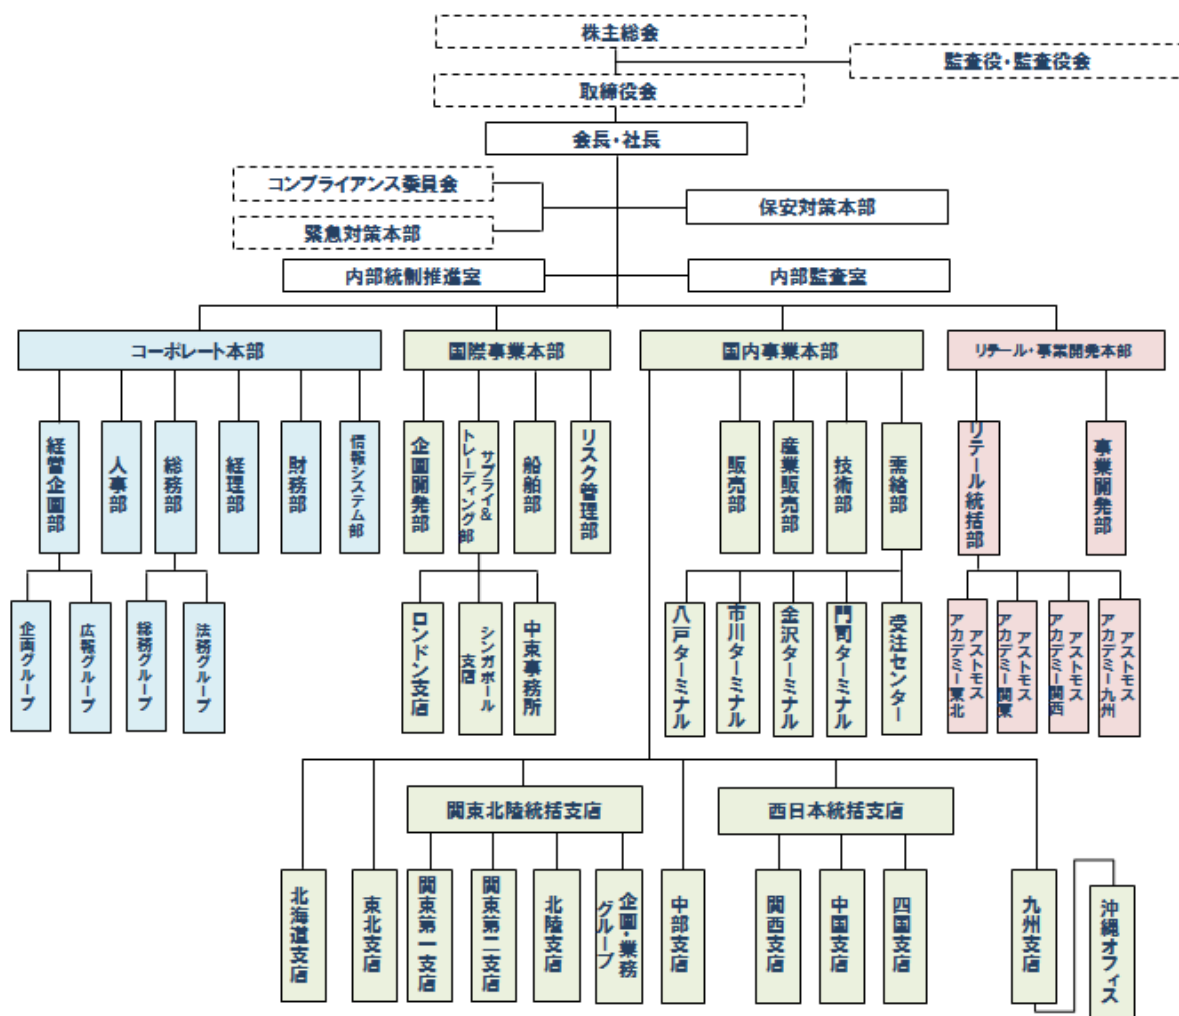 株主総会
監査役・監査役会
取締役会
会長・社長
コンプライアンス委員会
緊急対策本部
保安対策本部
内部統制推進室
内部監査室
コーポレート本部
国際事業本部
国内事業本部
リテール・事業開発本部
経営企画部
人事部
総務部
経理部
財務部
情報システム部
企画開発部
サプライ&
トレーディング部
船舶部
リスク管理部
販売部
産業販売部
技術部
需給部
リテール統括部
事業開発部
企画グループ
広報グループ
総務グループ
法務グループ
ロンドン支店
シンガポール
支店
中東事務所
八戸ターミナル
市川ターミナル
金沢ターミナル
門司ターミナル
受注センター
アストモス
アカデミー東北
アストモス
アカデミー関東
アストモス
アカデミー関西
アストモス
アカデミー九州
関東北陸統括支店
西日本統括支店
北海道支店
東北支店
関東第一支店
関東第二支店
北陸支店
企画・業務
グループ
中部支店
関西支店
中国支店
四国支店
九州支店
沖縄オフィス